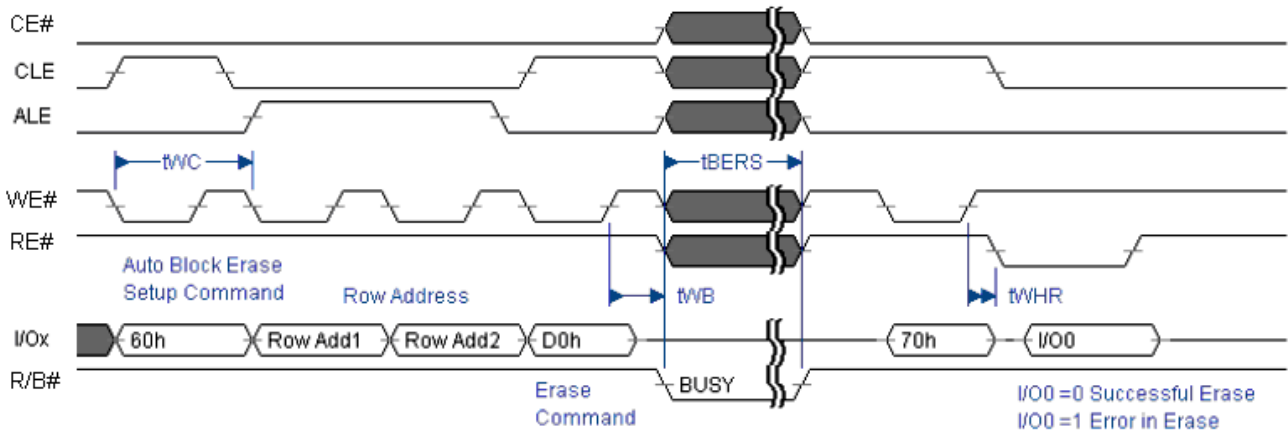 CE#
CLE
ALE
tWC
tBERS
WE#
RE#
Auto Block Erase
Setup Command
Row Address
tWB
tWHR
I/Ox
60h
Row Add1
Row Add2
D0h
70h
I/O0
R/B#
BUSY
Erase
Command
I/O0 =0 Successful Erase
I/O0 =1 Error in Erase